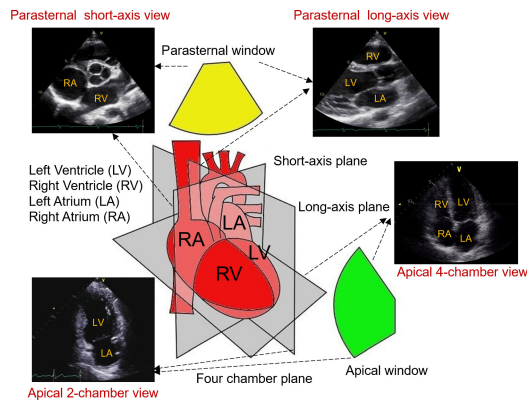 Parasternal short-axis view
Parasternal long-axis view
Parasternal window
RA
RV
RV
LV
LA
Short-axis plane
Left Ventricle (LV)
Right Ventricle (RV)
Left Atrium (LA)
Right Atrium (RA)
Long-axis plane
LA
RA
LV
RV
RV
LV
RA
LA
Apical 4-chamber view
LV
LA
Apical window
Four chamber plane
Apical 2-chamber view